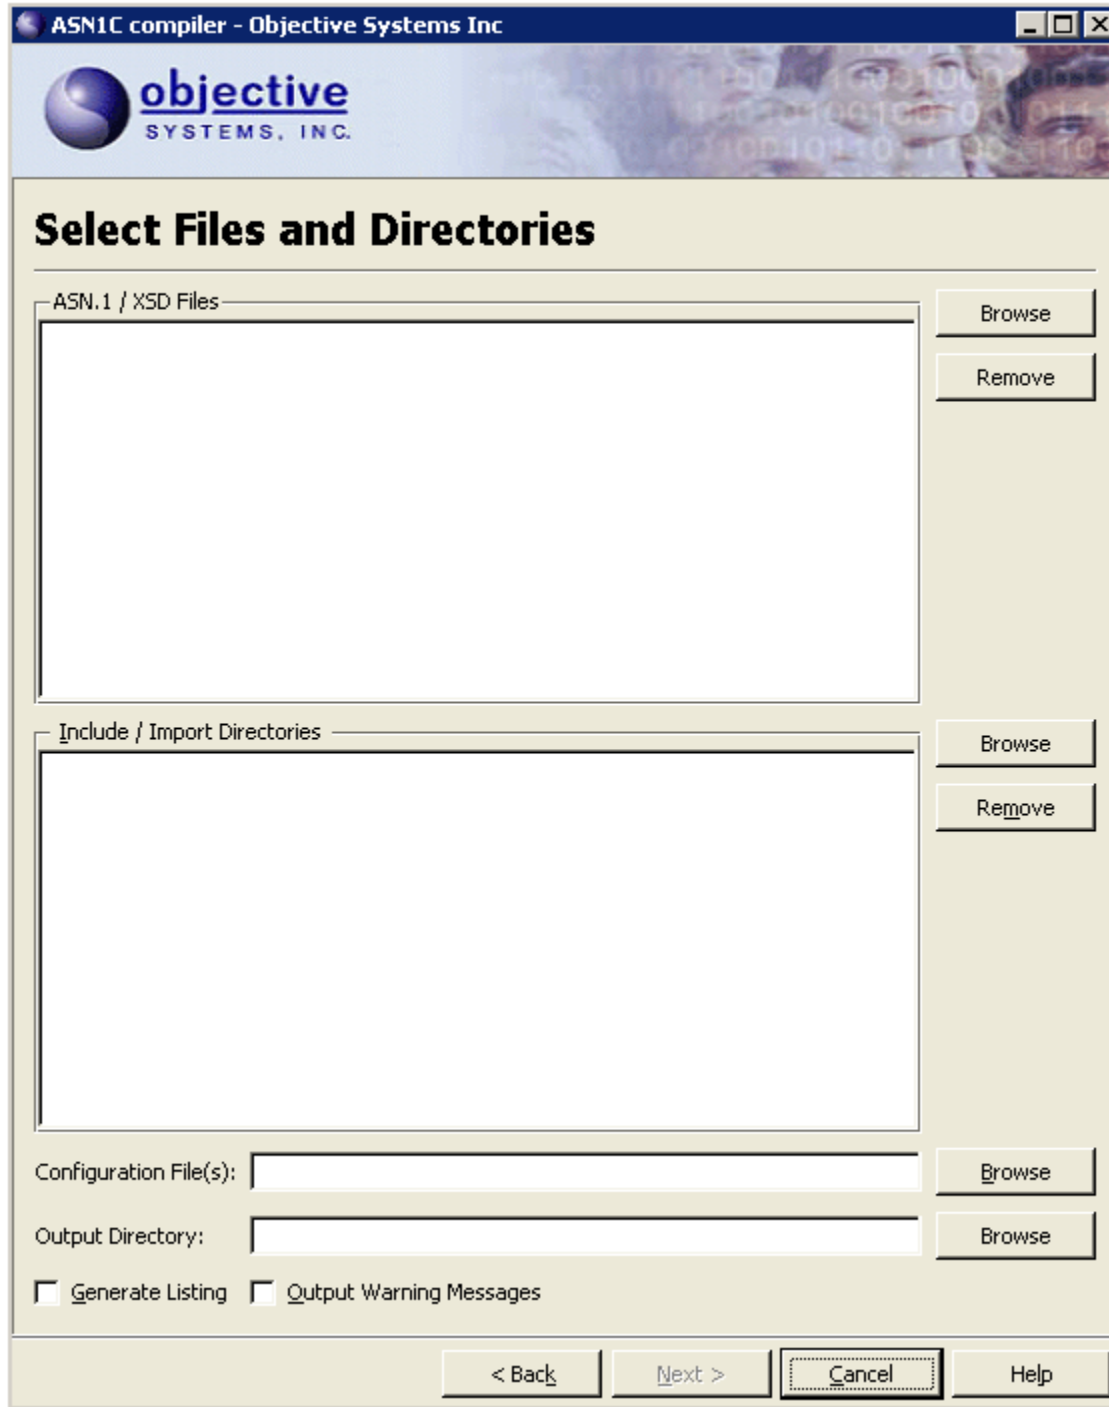 ASN1C compiler - Objective Systems Inc
objective
SYSTEMS, INC.
Select Files and Directories
ASN.1 / XSD Files
Browse
Remove
Include / Import Directories
Browse
Remove
Configuration File(s):
Browse
Output Directory:
Browse
Generate Listing
Output Warning Messages
< Back
Next >
Cancel
Help